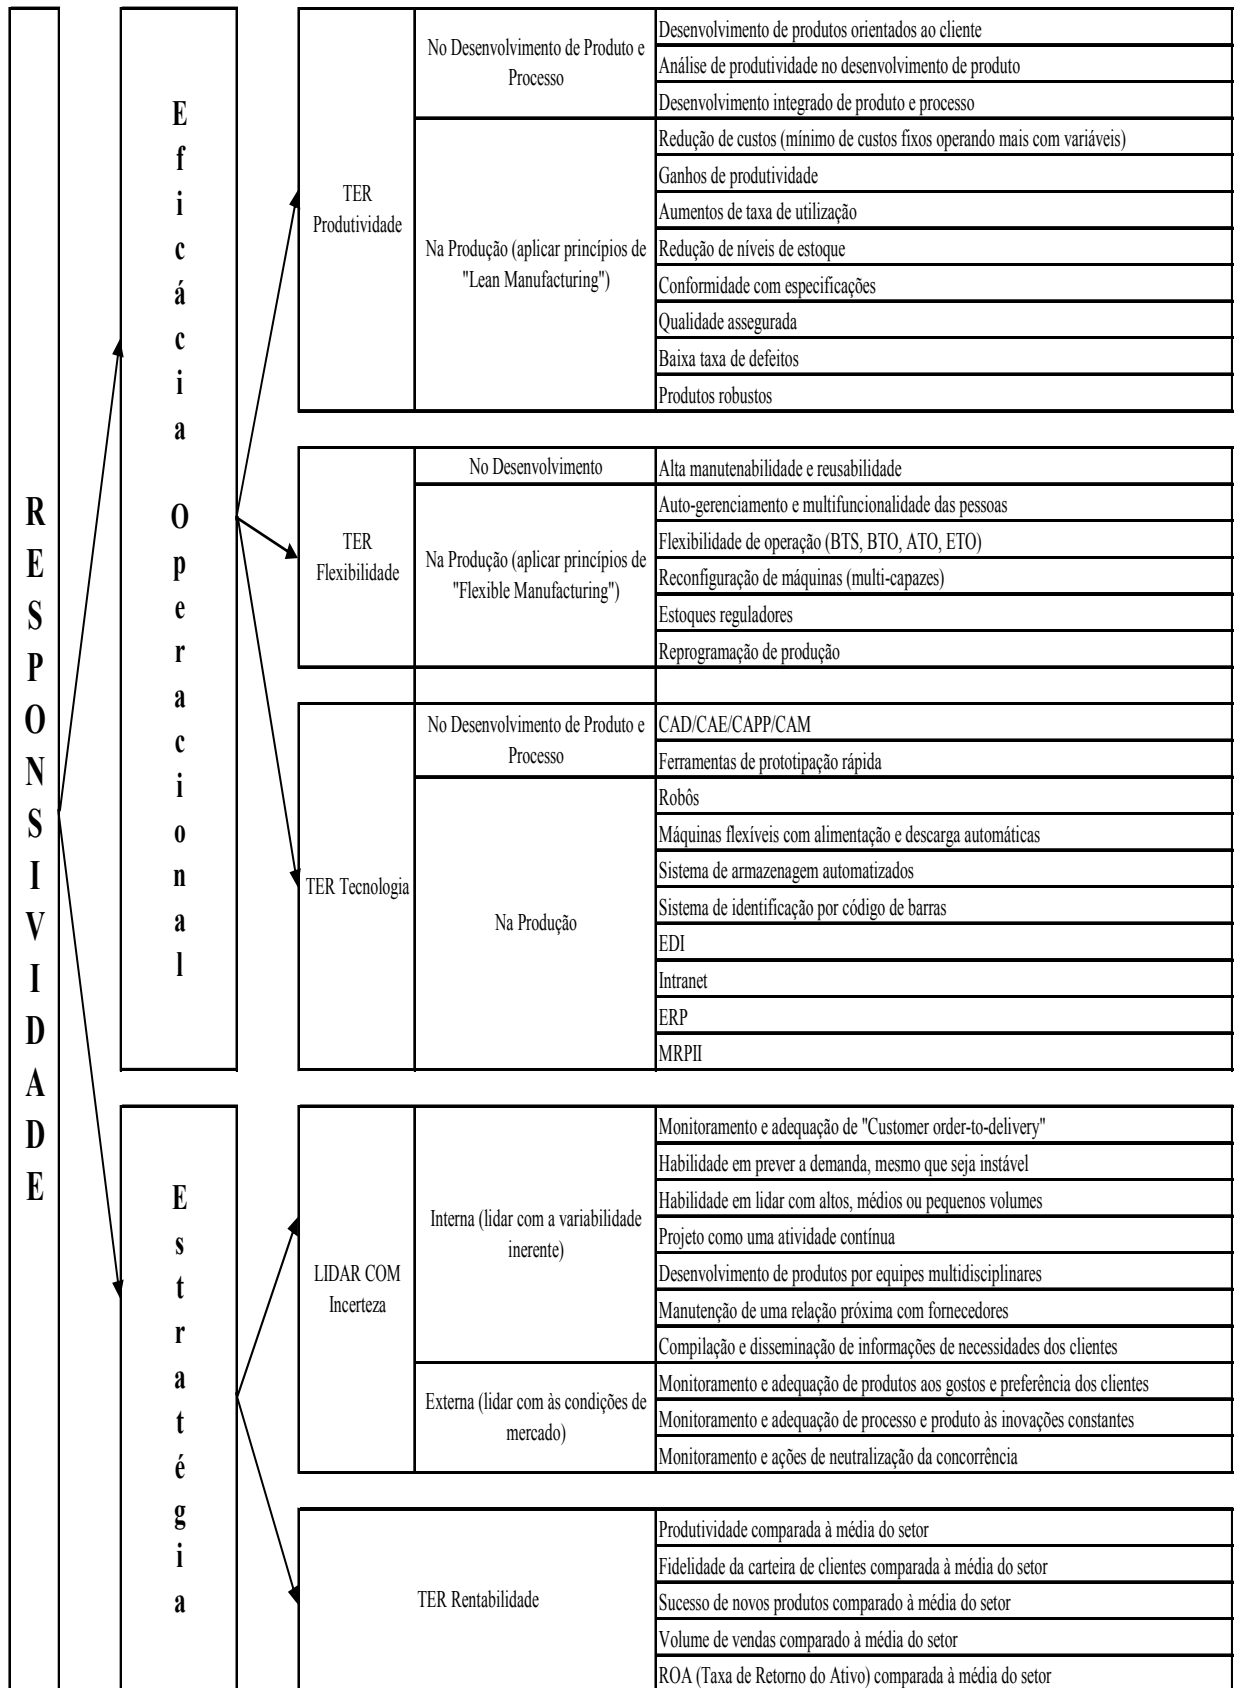 RESPONSIVIDADE
Eficácia Operacional
TER
Produtividade
No Desenvolvimento de Produto e
Processo
Desenvolvimento de produtos orientados ao cliente
Análise de produtividade no desenvolvimento de produto
Desenvolvimento integrado de produto e processo
Na Produção (aplicar princípios de
"Lean Manufacturing")
Redução de custos (mínimo de custos fixos operando mais com variáveis)
Ganhos de produtividade
Aumentos de taxa de utilização
Redução de níveis de estoque
Conformidade com especificações
Qualidade assegurada
Baixa taxa de defeitos
Produtos robustos
TER
Flexibilidade
No Desenvolvimento
Alta manutenabilidade e reusabilidade
Na Produção (aplicar princípios de
"Flexible Manufacturing")
Auto-gerenciamento e multifuncionalidade das pessoas
Flexibilidade de operação (BTS, BTO, ATO, ETO)
Reconfiguração de máquinas (multi-capazes)
Estoques reguladores
Reprogramação de produção
TER Tecnologia
No Desenvolvimento de Produto e
Processo
CAD/CAE/CAPP/CAM
Ferramentas de prototipação rápida
Na Produção
Robôs
Máquinas flexíveis com alimentação e descarga automáticas
Sistema de armazenagem automatizados
Sistema de identificação por código de barras
EDI
Intranet
ERP
MRPII
Estratégia
LIDAR COM
Incerteza
Interna (lidar com a variabilidade
inerente)
Monitoramento e adequação de "Customer order-to-delivery"
Habilidade em prever a demanda, mesmo que seja instável
Habilidade em lidar com altos, médios ou pequenos volumes
Projeto como uma atividade contínua
Desenvolvimento de produtos por equipes multidisciplinares
Manutenção de uma relação próxima com fornecedores
Compilação e disseminação de informações de necessidades dos clientes
Externa (lidar com às condições de
mercado)
Monitoramento e adequação de produtos aos gostos e preferência dos clientes
Monitoramento e adequação de processo e produto às inovações constantes
Monitoramento e ações de neutralização da concorrência
TER Rentabilidade
Produtividade comparada à média do setor
Fidelidade da carteira de clientes comparada à média do setor
Sucesso de novos produtos comparado à média do setor
Volume de vendas comparado à média do setor
ROA (Taxa de Retorno do Ativo) comparada à média do setor